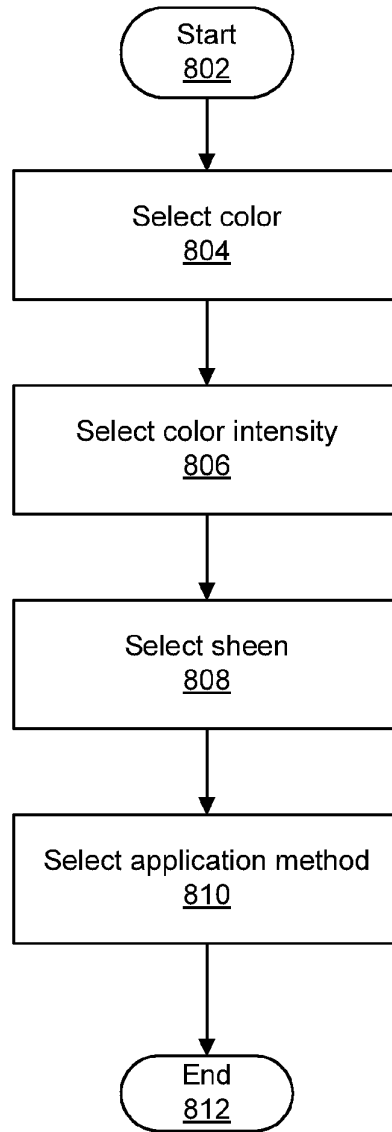 Start
802
Select color
804
Select color intensity
806
Select sheen
808
Select application method
810
End
812